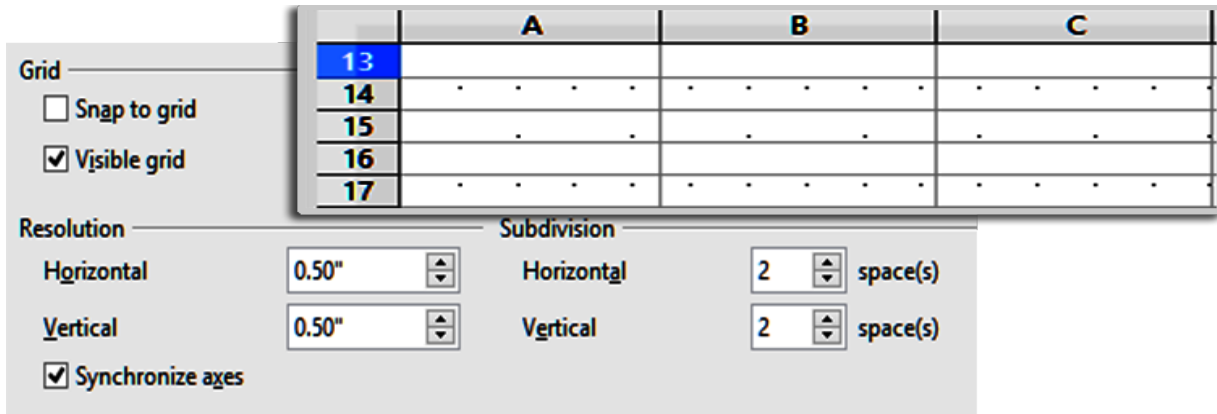 A B C
13
14
15
16
17
Grid
Snap to grid
Visible grid
Resolution Subdivision
Horizontal 0.50" Horizontal 2 space(s)
Vertical 0.50" Vertical 2 space(s)
Synchronize axes